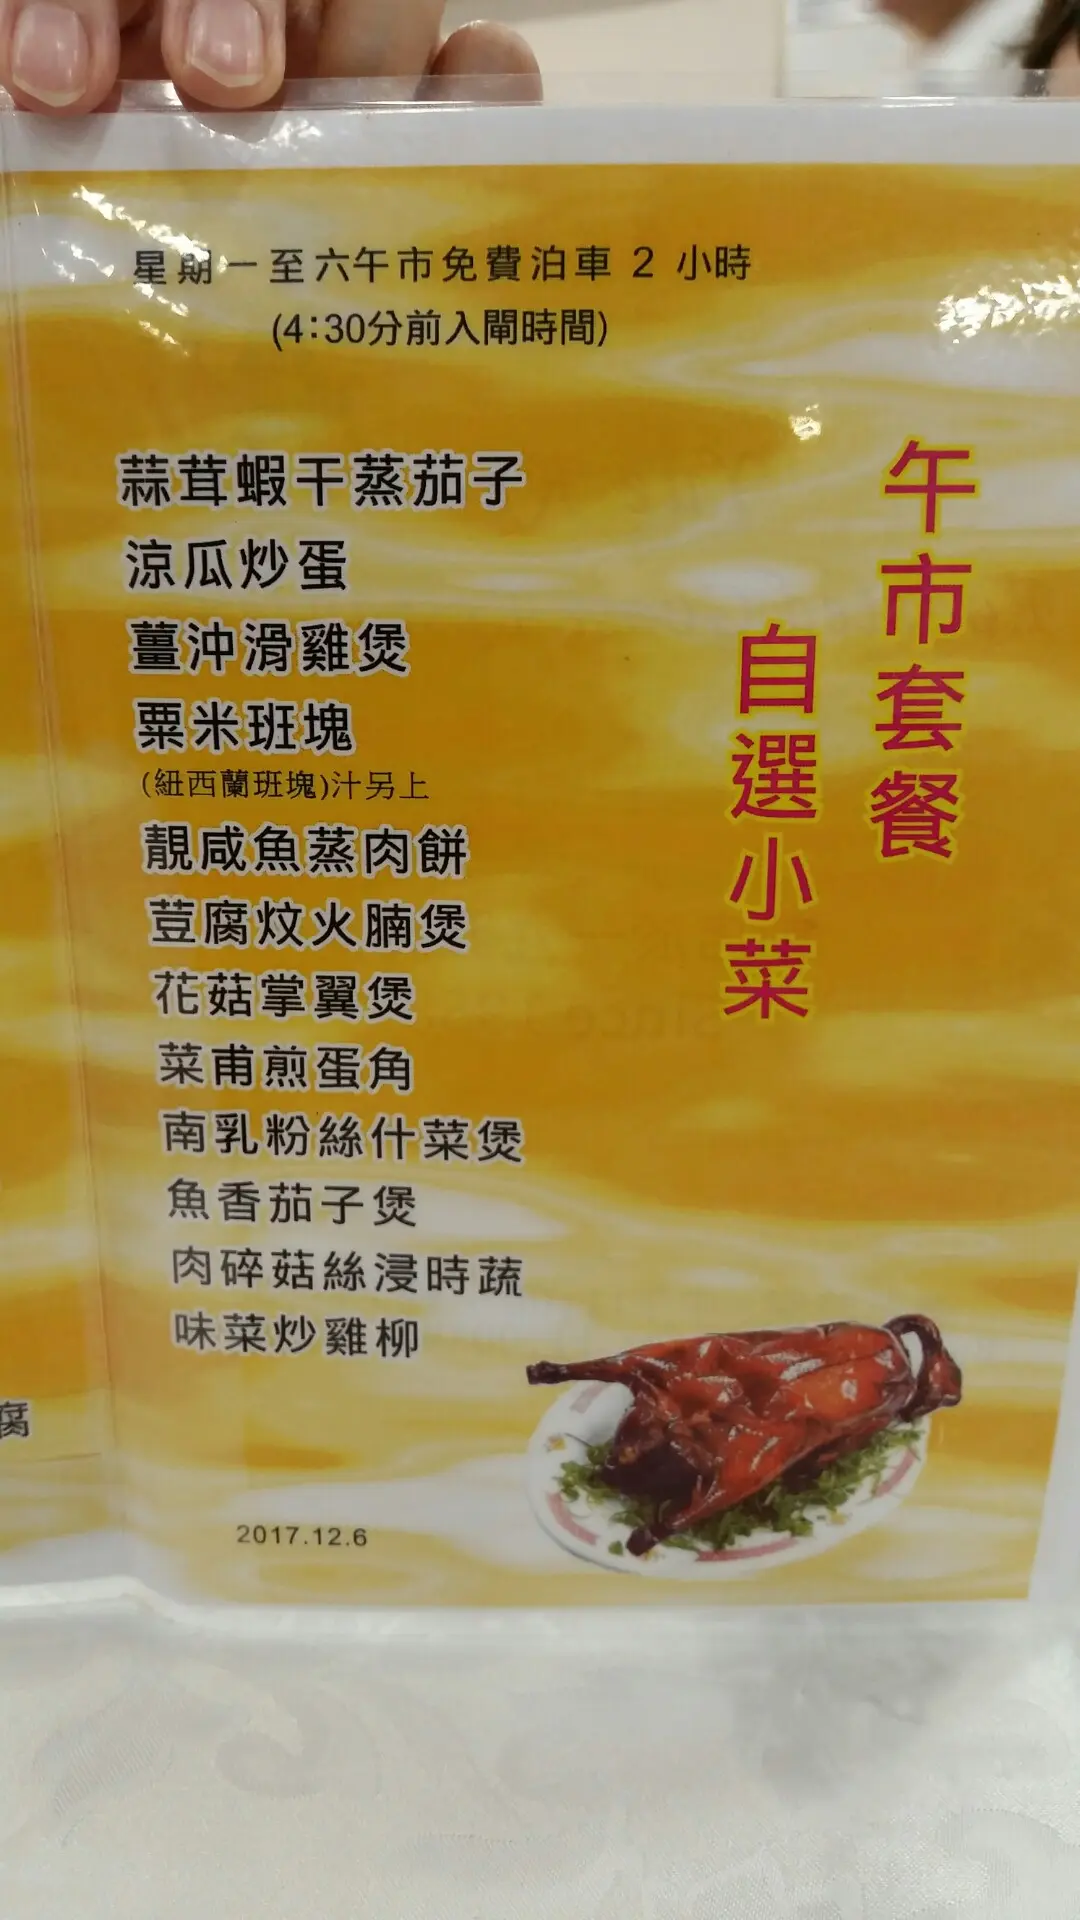 星期一至六午市免費泊車 2 小時
(4:30分前入閘時間)
午市套餐
自選小菜
蒜茸蝦干蒸茄子
涼瓜炒蛋
薑沖滑雞煲
粟米班塊
(紐西蘭班塊)汁另上
靚咸魚蒸肉餅
荳腐炆火腩煲
花菇掌翼煲
菜甫煎蛋角
南乳粉絲什菜煲
魚香茄子煲
肉碎菇絲浸時蔬
味菜炒雞柳
腐
2017.12.6